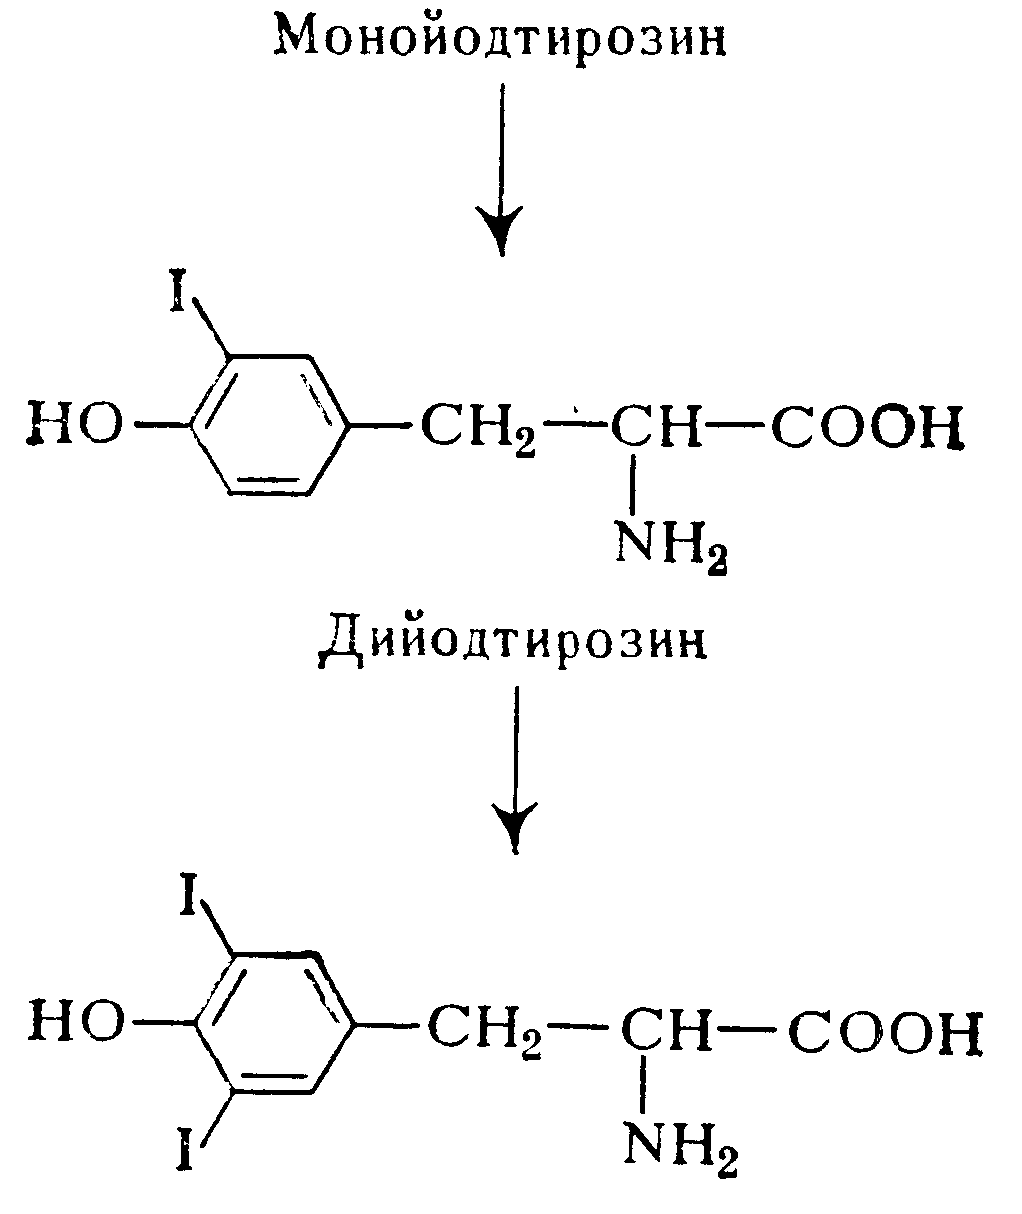 Монойодтирозин
I
HO CH2 CH COOH
NH2
Дийодтирозин
I
HO CH2 CH COOH
I NH2